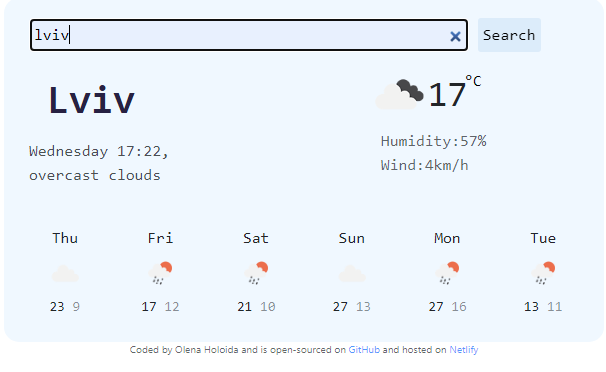 lviv
Search
Lviv
17°C
Wednesday 17:22,
overcast clouds
Humidity:57%
Wind:4km/h
Thu Fri Sat Sun Mon Tue
23 9 17 12 21 10 27 13 27 16 13 11
Coded by Olena Holoida and is open-sourced on GitHub and hosted on Netlify